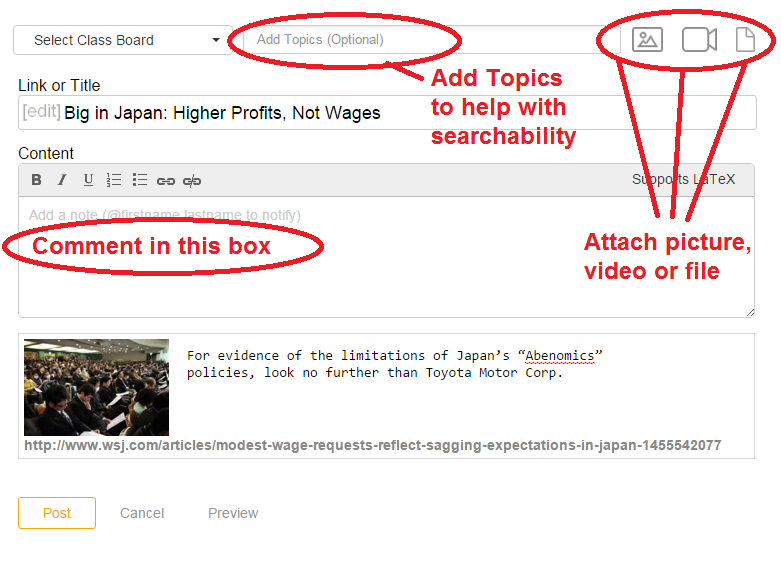 Select Class Board
Add Topics (Optional)
Add Topics
to help with
searchability
Link or Title
[edit] Big in Japan: Higher Profits, Not Wages
Content
B I U Supports LaTeX
Add a note (@firstname lastname to notify)
Comment in this box
Attach picture,
video or file
For evidence of the limitations of Japan’s “Abenomics”
policies, look no further than Toyota Motor Corp.
http://www.wsj.com/articles/modest-wage-requests-reflect-sagging-expectations-in-japan-1455542077
Post Cancel Preview